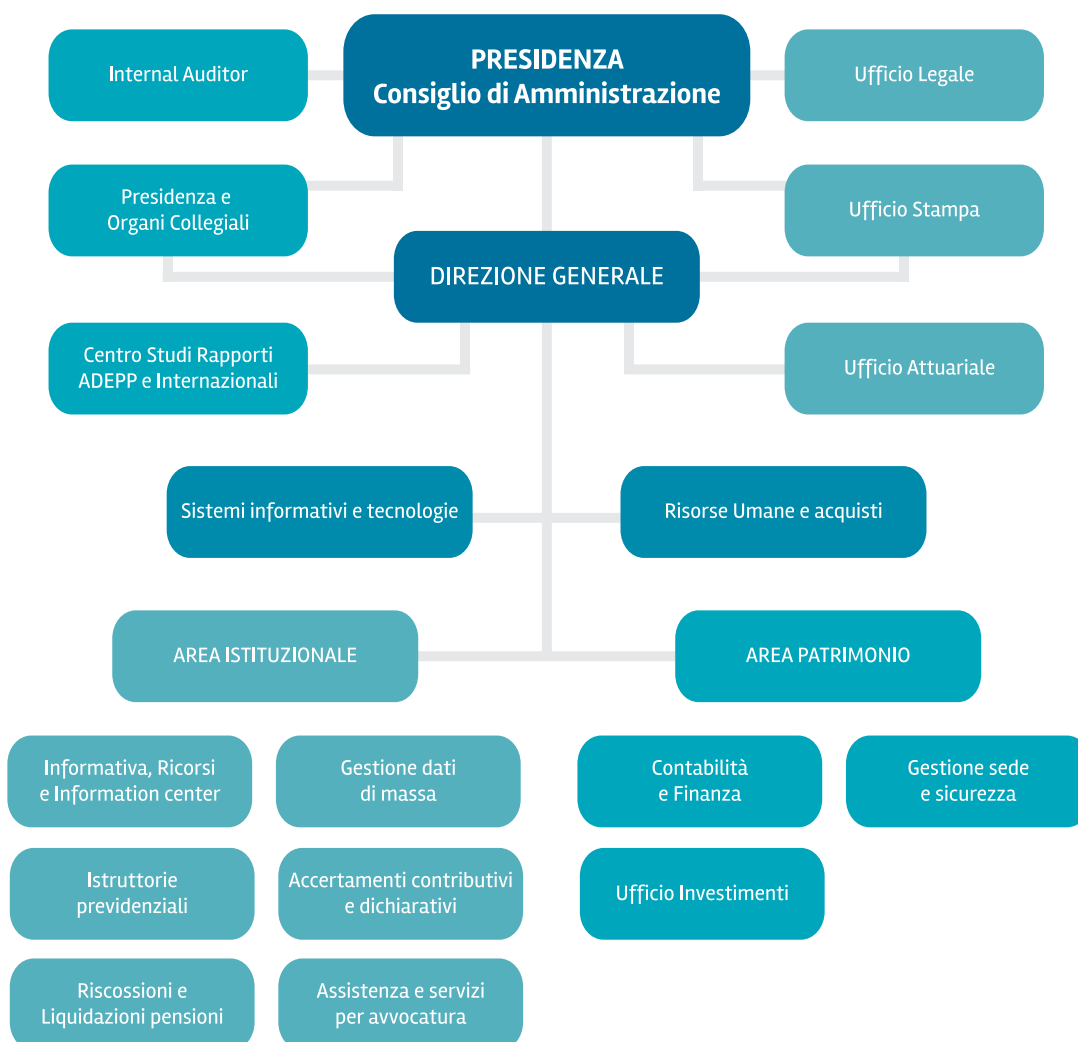 Internal Auditor
PRESIDENZA
Consiglio di Amministrazione
Ufficio Legale
Presidenza e
Organi Collegiali
Ufficio Stampa
DIREZIONE GENERALE
Centro Studi Rapporti
ADEPP e Internazionali
Ufficio Attuariale
Sistemi informativi e tecnologie
Risorse Umane e acquisti
AREA ISTITUZIONALE
AREA PATRIMONIO
Informativa, Ricorsi
e Information center
Gestione dati
di massa
Contabilità
e Finanza
Gestione sede
e sicurezza
Istruttorie
previdenziali
Accertamenti contributivi
e dichiarativi
Ufficio Investimenti
Riscossioni e
Liquidazioni pensioni
Assistenza e servizi
per avvocatura